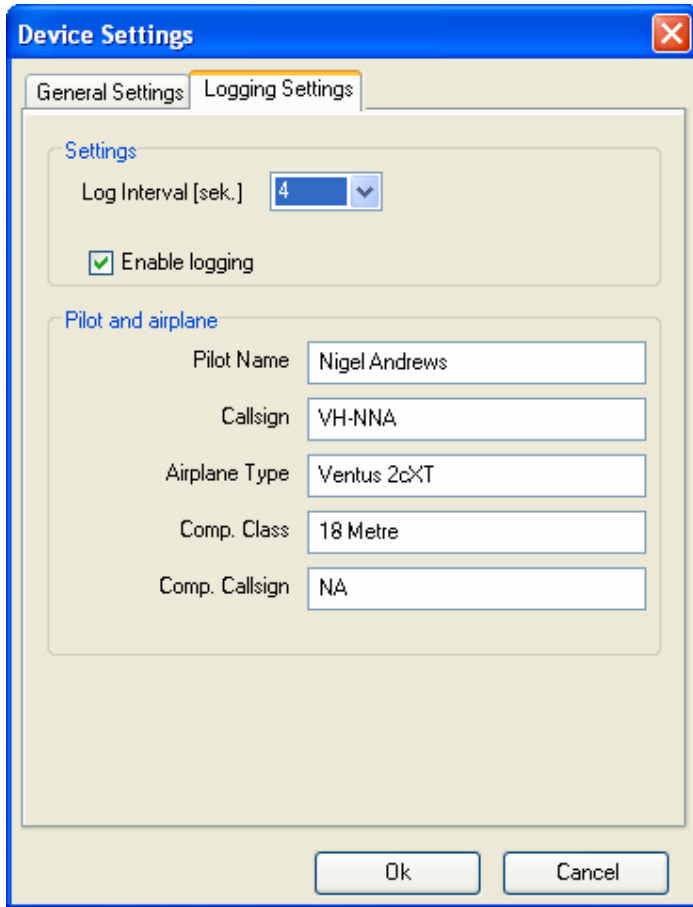 Device Settings
General Settings
Logging Settings
Settings
Log Interval [sek.] 4
Enable logging
Pilot and airplane
Pilot Name Nigel Andrews
Callsign VH-NNA
Airplane Type Ventus 2cXT
Comp. Class 18 Metre
Comp. Callsign NA
Ok
Cancel